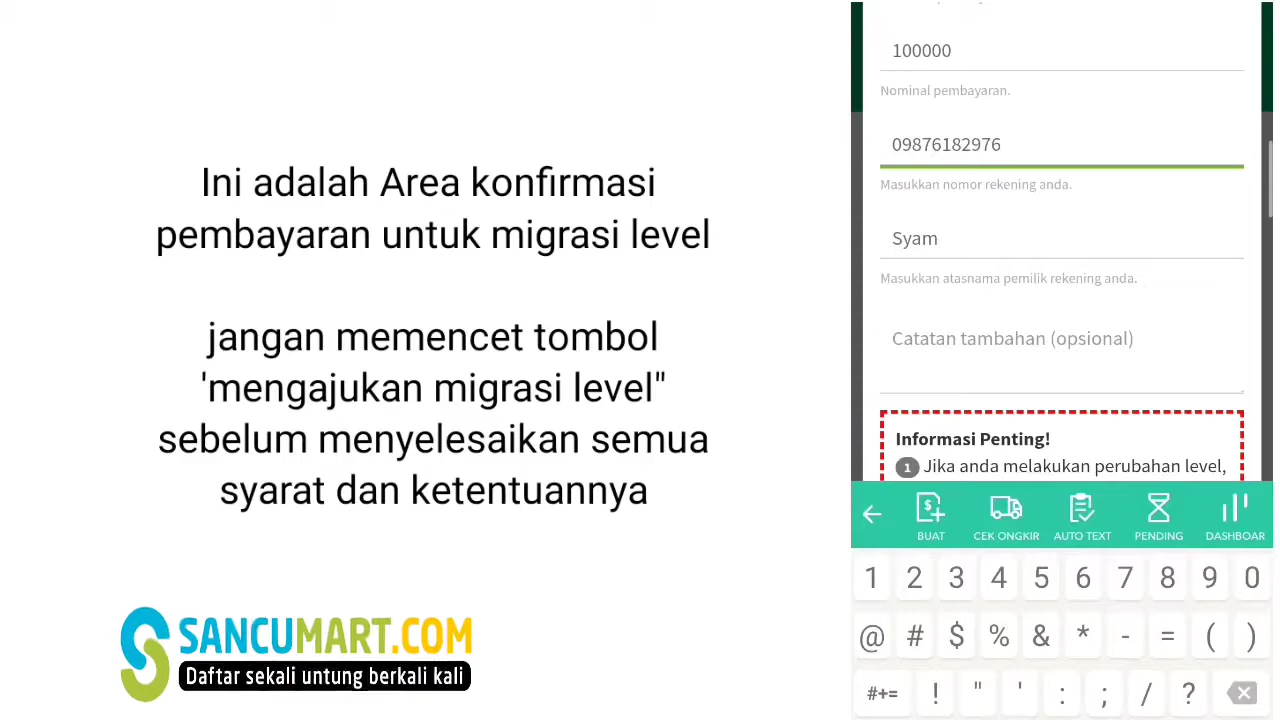 Ini adalah Area konfirmasi
pembayaran untuk migrasi level
jangan memencet tombol
'mengajukan migrasi level"
sebelum menyelesaikan semua
syarat dan ketentuannya
SANCUMART.COM
Daftar sekali untung berkali kali
100000
Nominal pembayaran.
09876182976
Masukkan nomor rekening anda.
Syam
Masukkan atasnama pemilik rekening anda.
Catatan tambahan (opsional)
Informasi Penting!
1 Jika anda melakukan perubahan level,
BUAT CEK ONGKIR AUTO TEXT PENDING DASHBOAR
1 2 3 4 5 6 7 8 9 0
@ # $ % & * - = ( )
#+= ! " ' : ; / ?